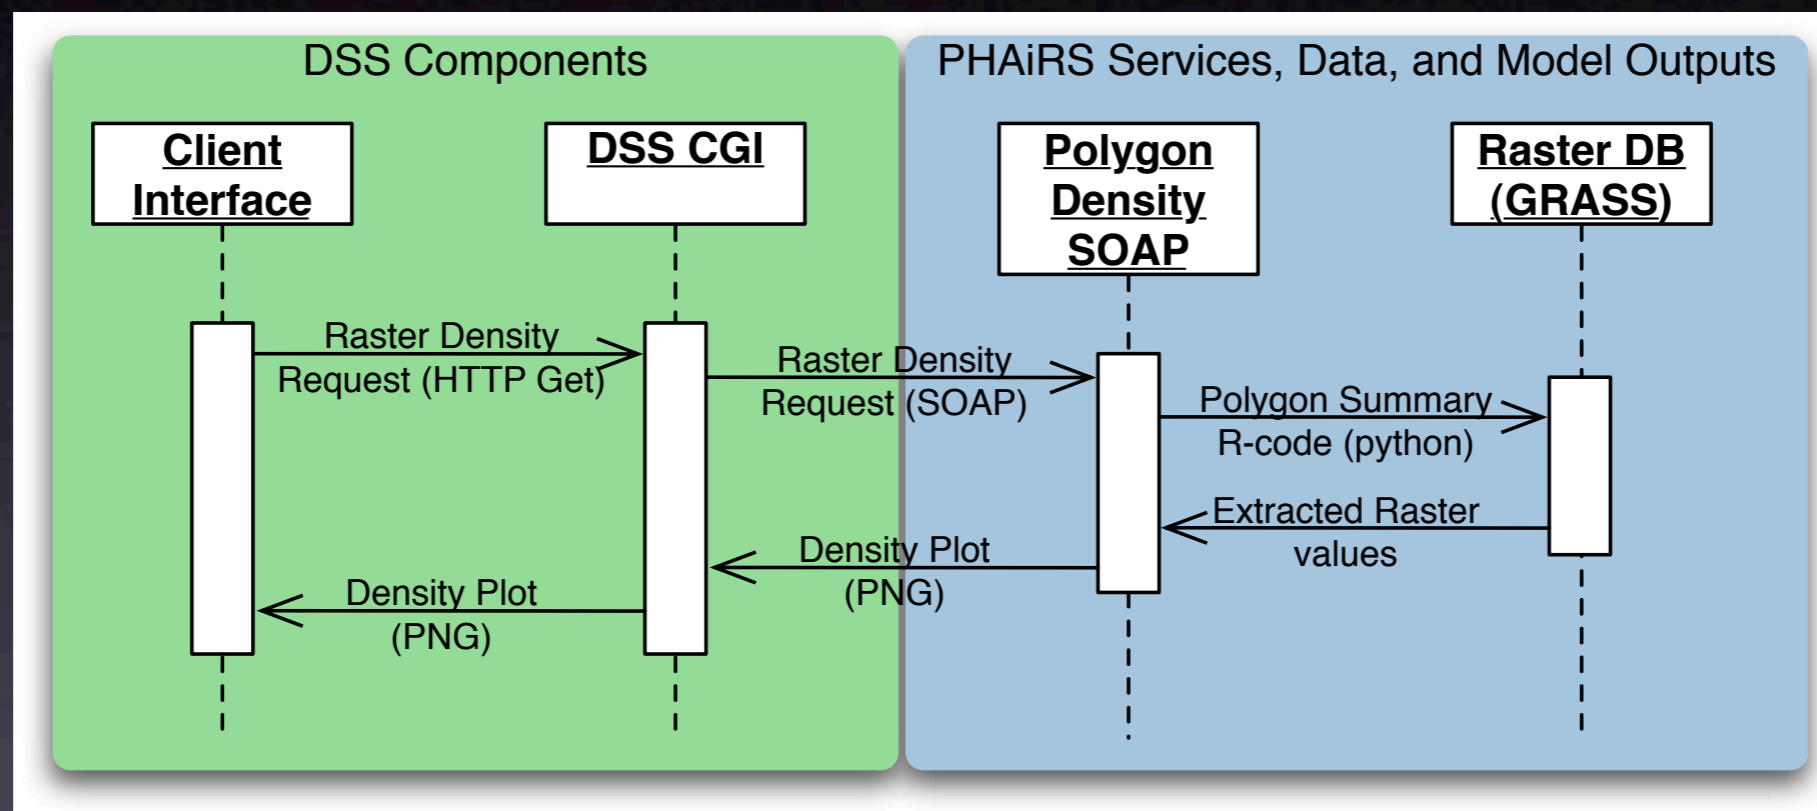 DSS Components
PHAiRS Services, Data, and Model Outputs
Client
Interface
DSS CGI
Polygon
Density
SOAP
Raster DB
(GRASS)
Raster Density
Request (HTTP Get)
Raster Density
Request (SOAP)
Polygon Summary
R-code (python)
Extracted Raster
values
Density Plot
(PNG)
Density Plot
(PNG)